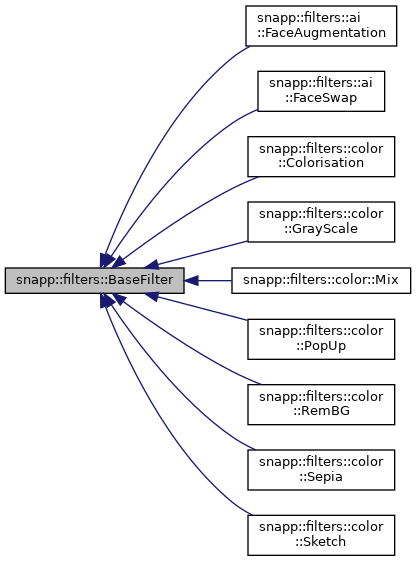 snapp::filters::ai
::FaceAugmentation
snapp::filters::ai
::FaceSwap
snapp::filters::color
::Colorisation
snapp::filters::color
::GrayScale
snapp::filters::BaseFilter
snapp::filters::color::Mix
snapp::filters::color
::PopUp
snapp::filters::color
::RemBG
snapp::filters::color
::Sepia
snapp::filters::color
::Sketch